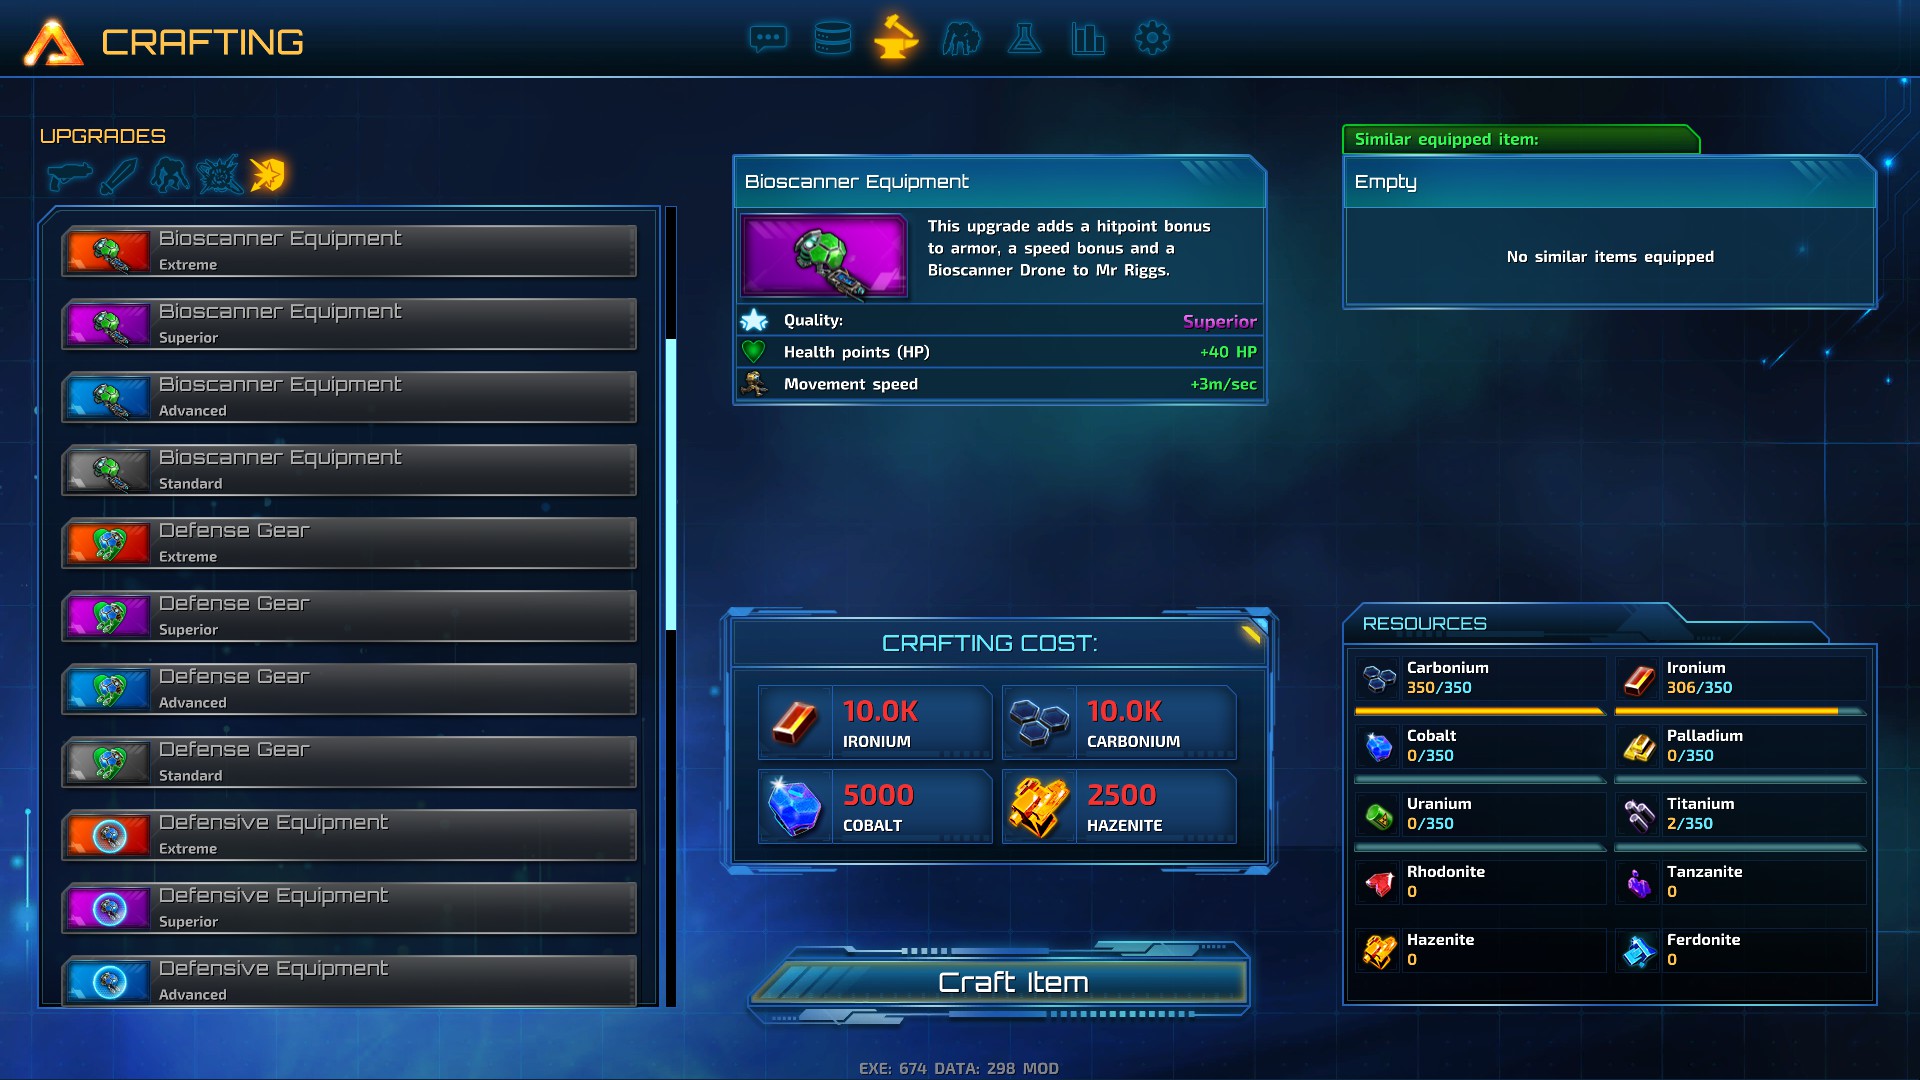 CRAFTING
UPGRADES
Bioscanner Equipment
Extreme
Bioscanner Equipment
Superior
Bioscanner Equipment
Advanced
Bioscanner Equipment
Standard
Defense Gear
Extreme
Defense Gear
Superior
Defense Gear
Advanced
Defense Gear
Standard
Defensive Equipment
Extreme
Defensive Equipment
Superior
Defensive Equipment
Advanced
Bioscanner Equipment
This upgrade adds a hitpoint bonus
to armor, a speed bonus and a
Bioscanner Drone to Mr Riggs.
Quality: Superior
Health points (HP) +40 HP
Movement speed +3m/sec
Similar equipped item:
Empty
No similar items equipped
CRAFTING COST:
10.0K
IRONIUM
10.0K
CARBONIUM
5000
COBALT
2500
HAZENITE
Craft Item
RESOURCES
Carbonium
350/350
Ironium
306/350
Cobalt
0/350
Palladium
0/350
Uranium
0/350
Titanium
2/350
Rhodonite
0
Tanzanite
0
Hazenite
0
Ferdonite
0
EXE: 674 DATA: 298 MOD